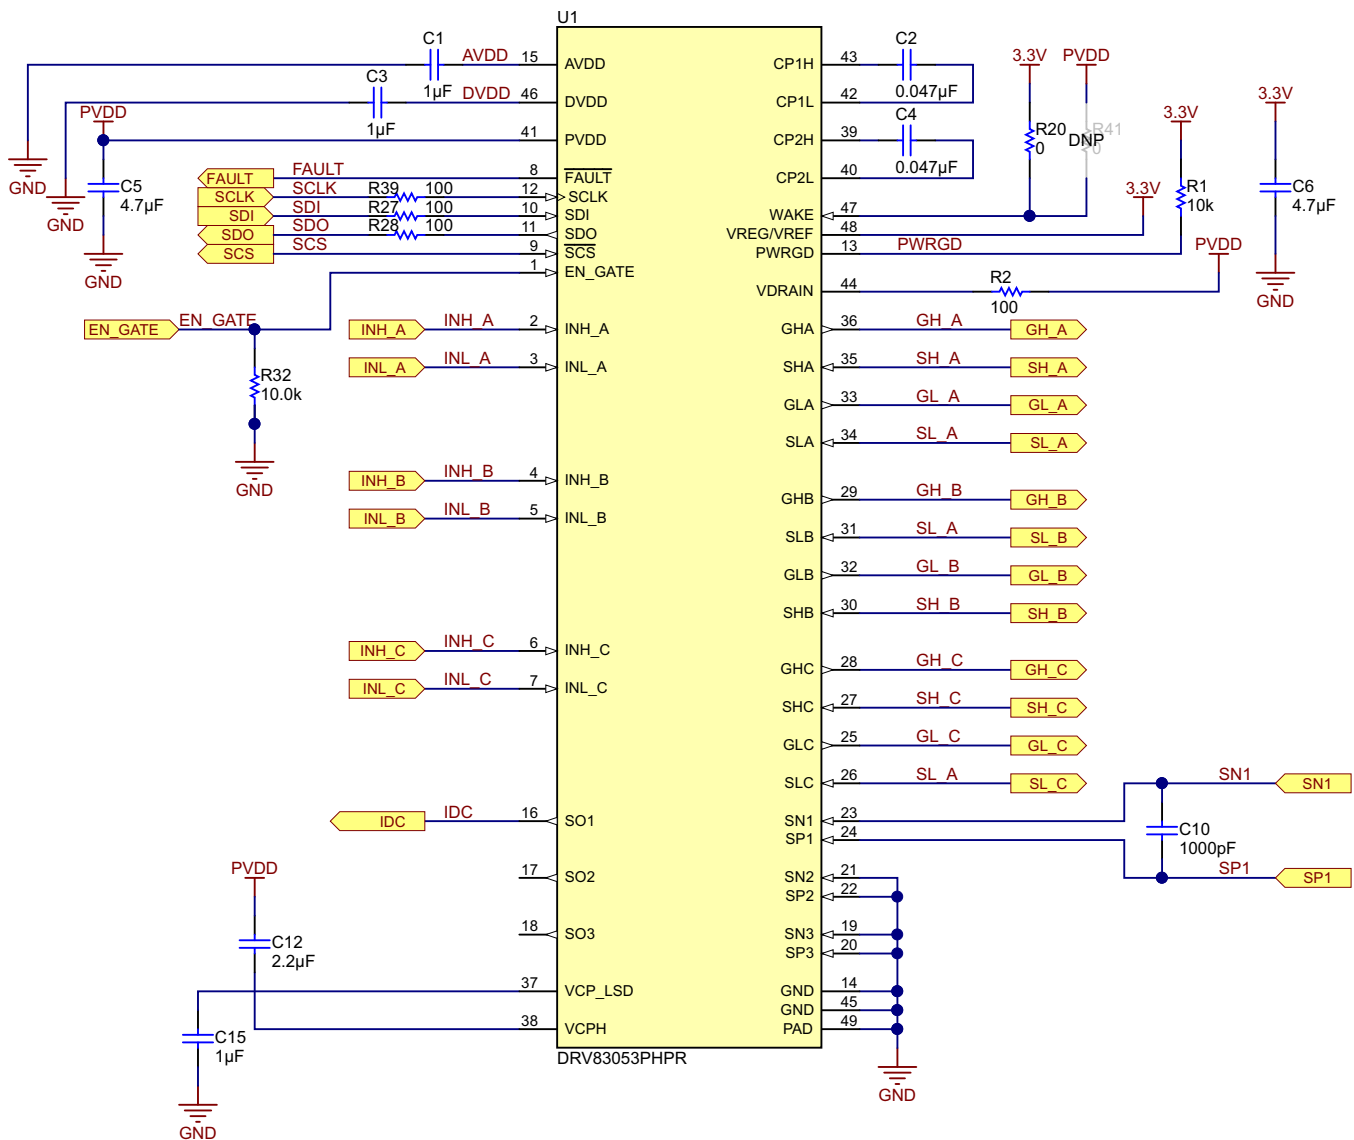 U1
C1 AVDD 15 AVDD
1µF
C3 DVDD 46 DVDD
1µF
PVDD 41 PVDD
GND
C5
4.7µF
GND
GND
FAULT FAULT 8 FAULT
SCLK SCLK R39 100 12 SCLK
SDI SDI R27 100 10 SDI
SDO SDO R28 100 11 SDO
SCS SCS 9 SCS
1 EN_GATE
EN_GATE EN_GATE
R32
10.0k
GND
INH_A INH_A 2 INH_A
INL_A INL_A 3 INL_A
INH_B INH_B 4 INH_B
INL_B INL_B 5 INL_B
INH_C INH_C 6 INH_C
INL_C INL_C 7 INL_C
IDC IDC 16 SO1
17 SO2
18 SO3
PVDD
C12
2.2µF
37 VCP_LSD
38 VCPH
C15
1µF
GND
DRV83053PHPR
CP1H 43 C2
0.047µF
CP1L 42
CP2H 39 C4
0.047µF
CP2L 40
3.3V PVDD
R20
0
R41
0
DNP
3.3V
R1
10k
3.3V
C6
4.7µF
GND
WAKE 47
3.3V
VREG/VREF 48
PWRGD 13 PWRGD
PVDD
VDRAIN 44 R2
100
GHA 36 GH_A GH_A
SHA 35 SH_A SH_A
GLA 33 GL_A GL_A
SLA 34 SL_A SL_A
GHB 29 GH_B GH_B
SLB 31 SL_A SL_B
GLB 32 GL_B GL_B
SHB 30 SH_B SH_B
GHC 28 GH_C GH_C
SHC 27 SH_C SH_C
GLC 25 GL_C GL_C
SLC 26 SL_A SL_C
SN1 23 SN1 SN1
SP1 24
C10
1000pF
SP1 SP1
SN2 21
SP2 22
SN3 19
SP3 20
GND 14
GND 45
PAD 49
GND